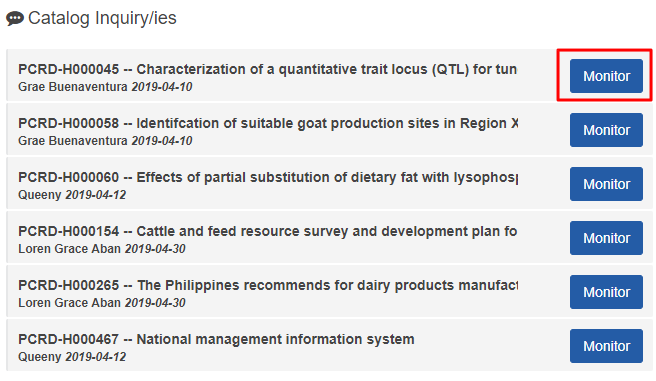 Catalog Inquiry/ies
PCRD-H000045 -- Characterization of a quantitative trait locus (QTL) for tun
Grae Buenaventura 2019-04-10
Monitor
PCRD-H000058 -- Identifcation of suitable goat production sites in Region X
Grae Buenaventura 2019-04-10
Monitor
PCRD-H000060 -- Effects of partial substitution of dietary fat with lysophosp
Queeny 2019-04-12
Monitor
PCRD-H000154 -- Cattle and feed resource survey and development plan fo
Loren Grace Aban 2019-04-30
Monitor
PCRD-H000265 -- The Philippines recommends for dairy products manufact
Loren Grace Aban 2019-04-30
Monitor
PCRD-H000467 -- National management information system
Queeny 2019-04-12
Monitor